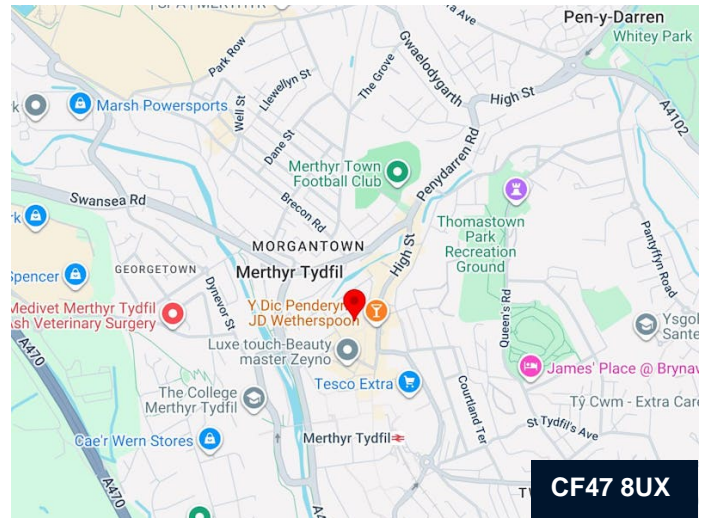 Pen-y-Darren
Whitey Park
ra Ave
Park Row
Gwaelodygarth
The Grove
Llewellyn St
Marsh Powersports
Well St
High St
A4102
Dane St
Penydarren Rd
Merthyr Town
Football Club
Swansea Rd
Brecon Rd
Thomastown
Park
Recreation
Ground
MORGANTOWN
High St
Pantyffyn Road
Spencer
GEORGETOWN
Merthyr Tydfil
Dynevor St
Medivet Merthyr Tydfil
Ash Veterinary Surgery
Y Dic Penderyn
JD Wetherspoon
Queen's Rd
Ysgol
Sante
A470
Luxe touch-Beauty
master Zeyno
James' Place @ Brynaw
Tesco Extra
The College
Merthyr Tydfil
Courtland Ter
Tŷ Cwm - Extra Care
St Tydfil's Ave
Cae'r Wern Stores
Merthyr Tydfil
A470
CF47 8UX